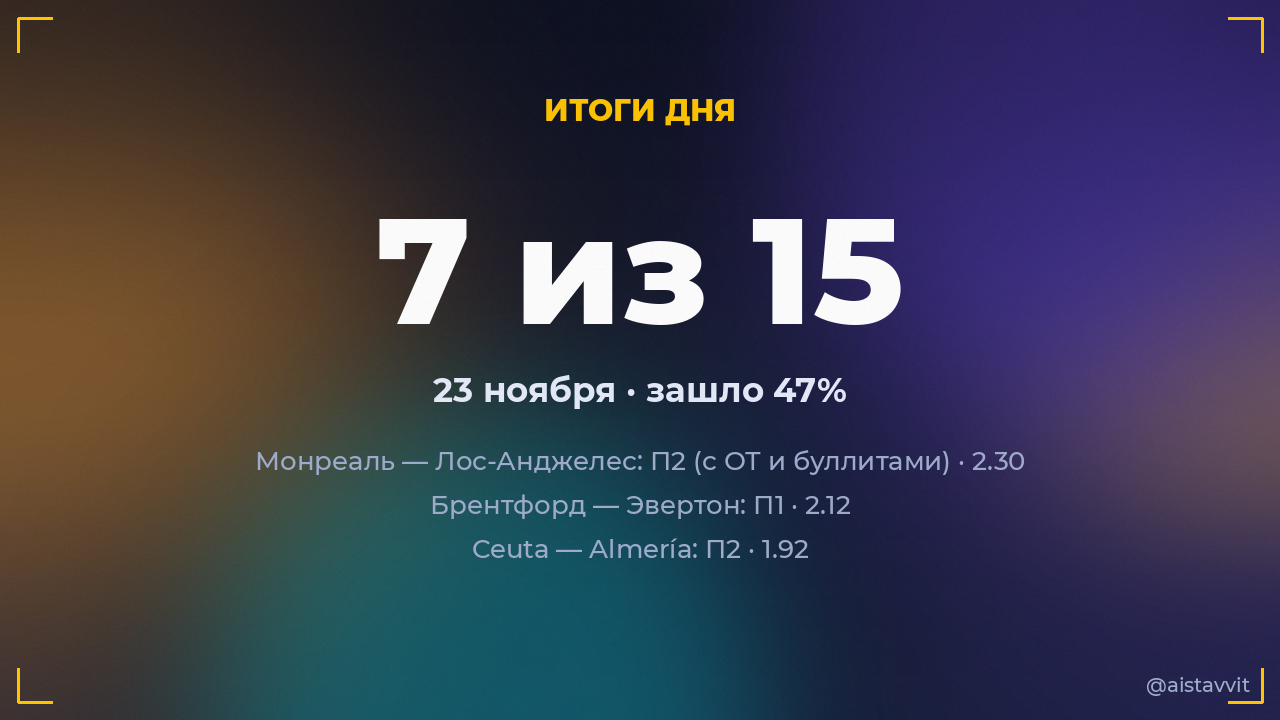 ИТОГИ ДНЯ
7 из 15
23 ноября · зашло 47%
Монреаль — Лос-Анджелес: П2 (с ОТ и буллитами) · 2.30
Брентфорд — Эвертон: П1 · 2.12
Ceuta — Almería: П2 · 1.92
@aistavvit